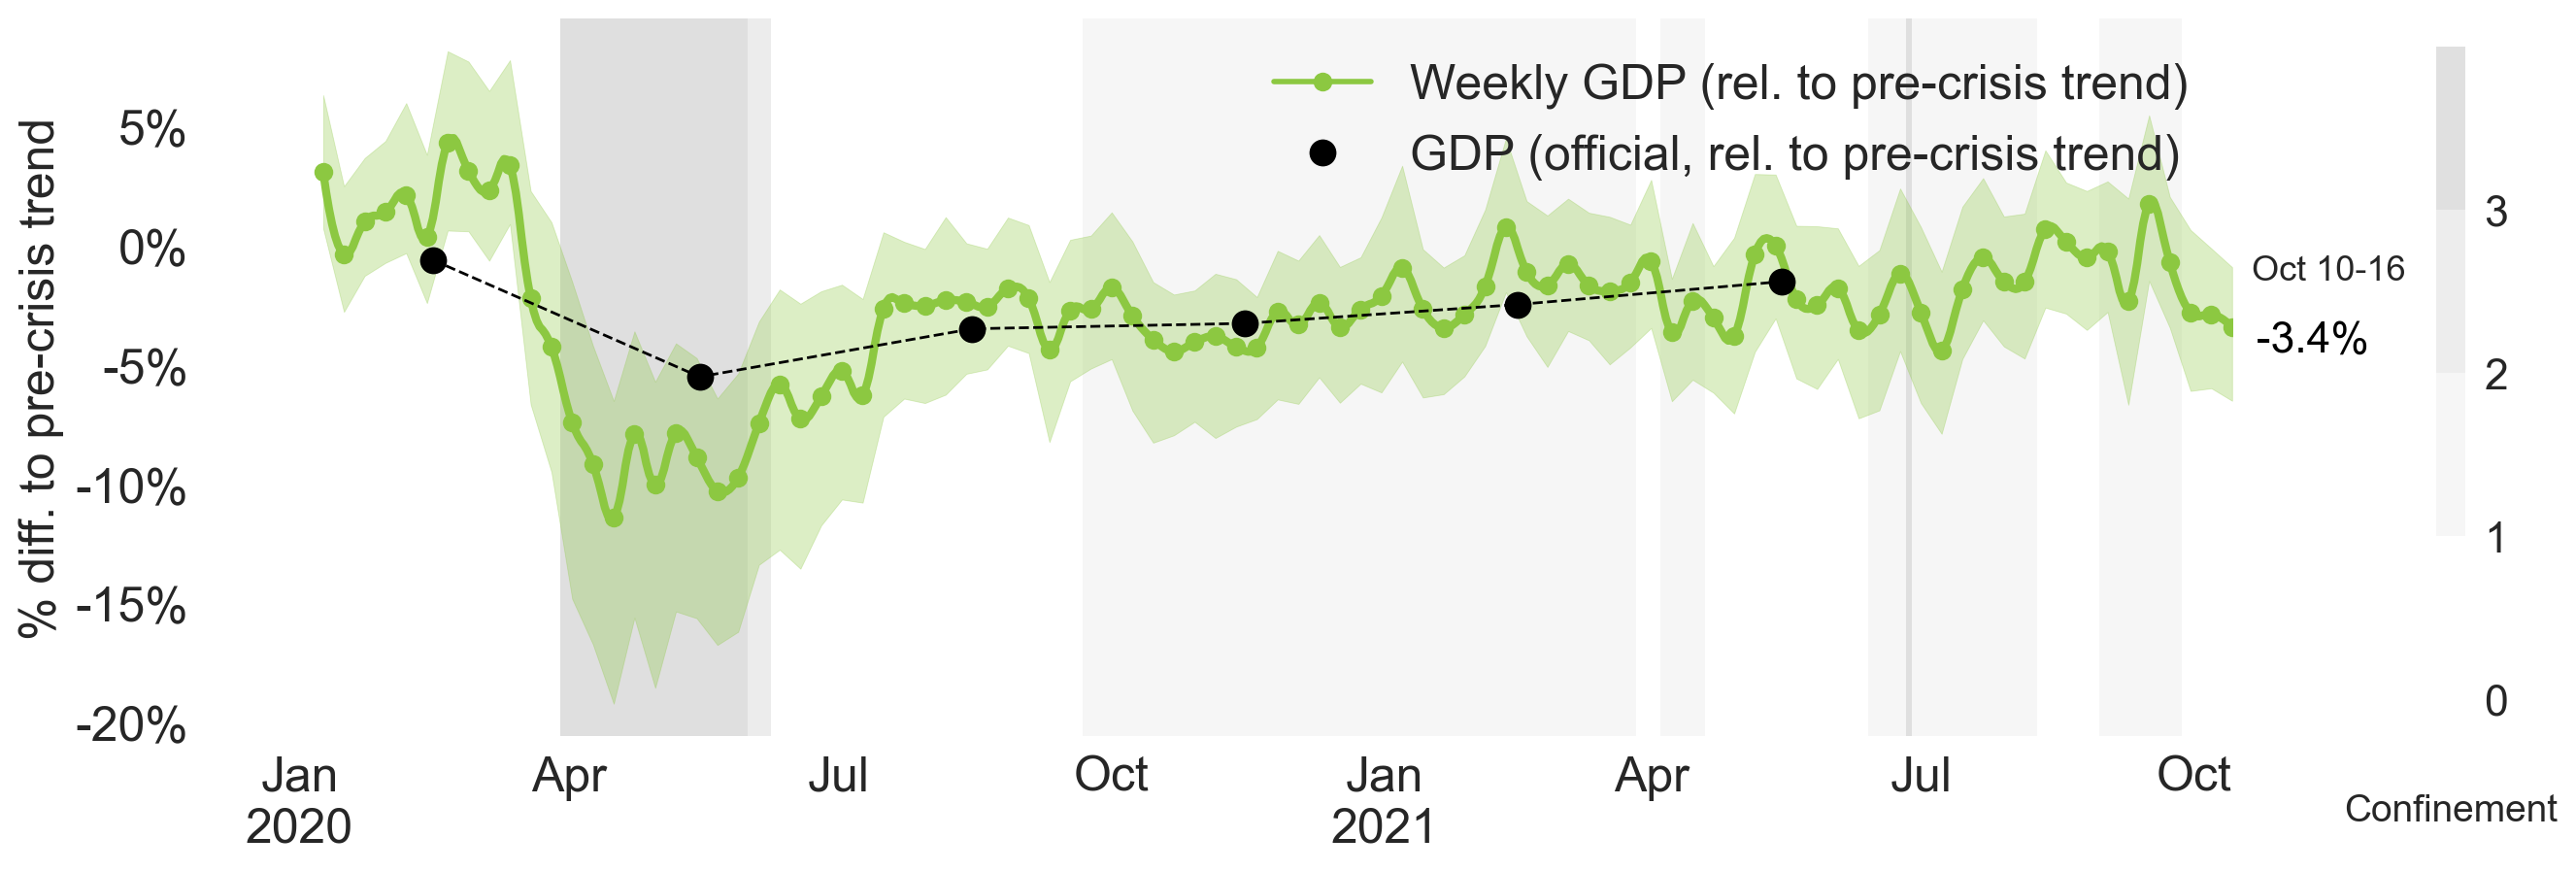 Weekly GDP (rel. to pre-crisis trend)
GDP (official, rel. to pre-crisis trend)
% diff. to pre-crisis trend
5%
0%
-5%
-10%
-15%
-20%
Jan
2020
Apr
Jul
Oct
Jan
2021
Apr
Jul
Oct
Oct 10-16
-3.4%
3
2
1
0
Confinement